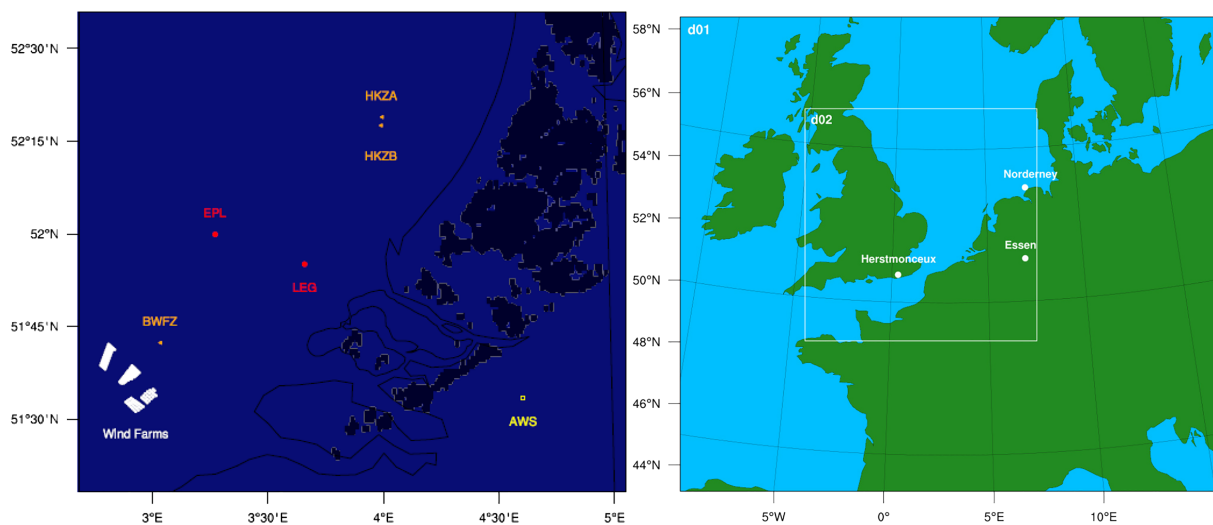 52°30'N
HKZA
52°15'N
HKZB
EPL
52°N
LEG
BWFZ
51°45'N
51°30'N
AWS
Wind Farms
3°E
3°30'E
4°E
4°30'E
5°E
d01
58°N
56°N
d02
54°N
Norderney
52°N
Essen
Herstmonceux
50°N
48°N
46°N
44°N
5°W
0°
5°E
10°E